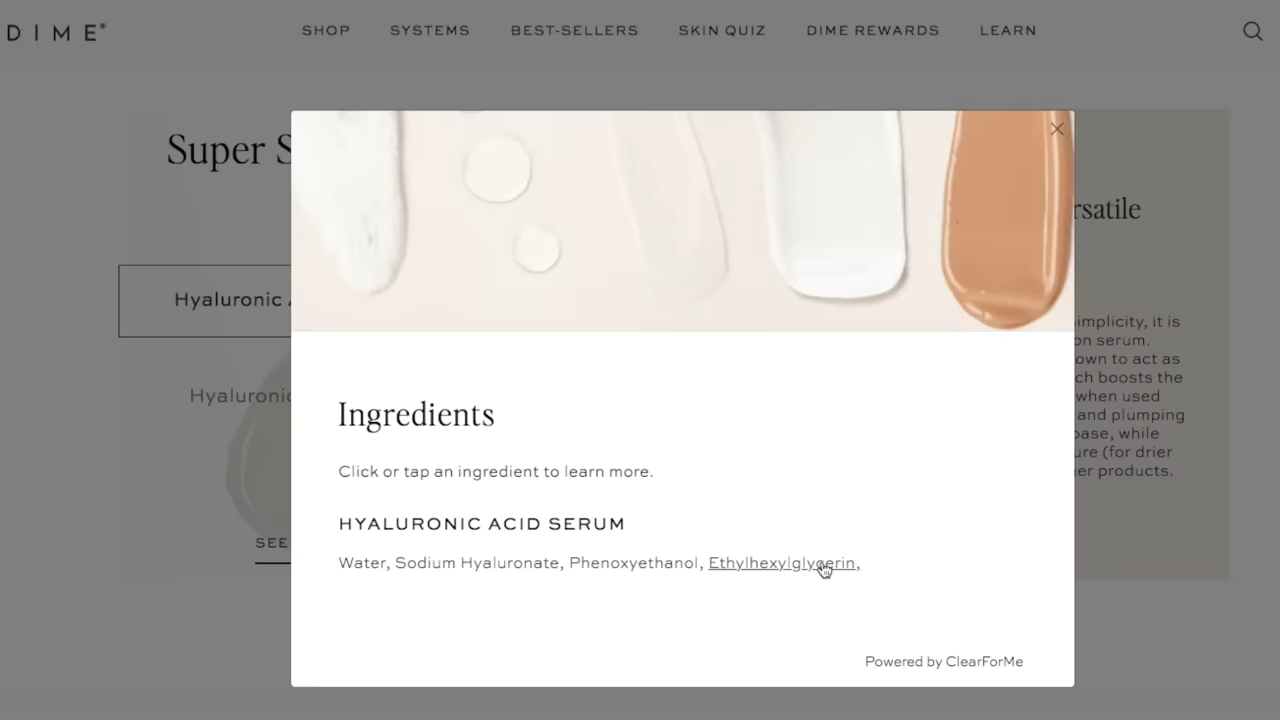 DIME®
SHOP SYSTEMS BEST-SELLERS SKIN QUIZ DIME REWARDS LEARN
Super
Hyaluronic
Hyaluronic
SEE
Ingredients
Click or tap an ingredient to learn more.
HYALURONIC ACID SERUM
Water, Sodium Hyaluronate, Phenoxyethanol, Ethylhexylglycerin,
Powered by ClearForMe
rsatile
simplicity, it is
on serum.
own to act as
ch boosts the
when used
and plumping
base, while
ure (for drier
er products.